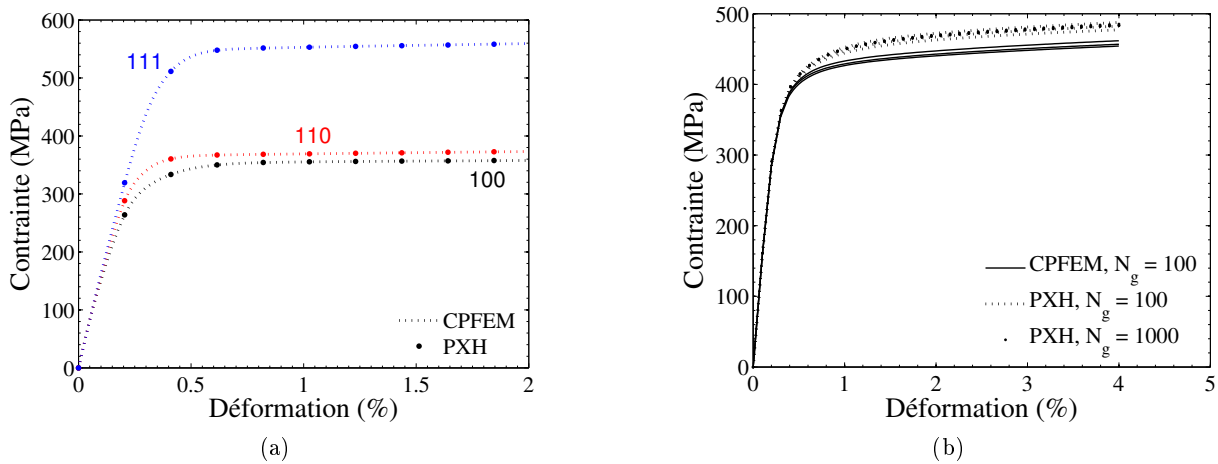 600
500
400
300
200
100
0
Contrainte (MPa)
111
110
100
CPFEM
PXH
0
0.5
1
1.5
2
Déformation (%)
(a)
500
400
300
200
100
0
Contrainte (MPa)
CPFEM, N_g = 100
PXH, N_g = 100
PXH, N_g = 1000
0
1
2
3
4
5
Déformation (%)
(b)